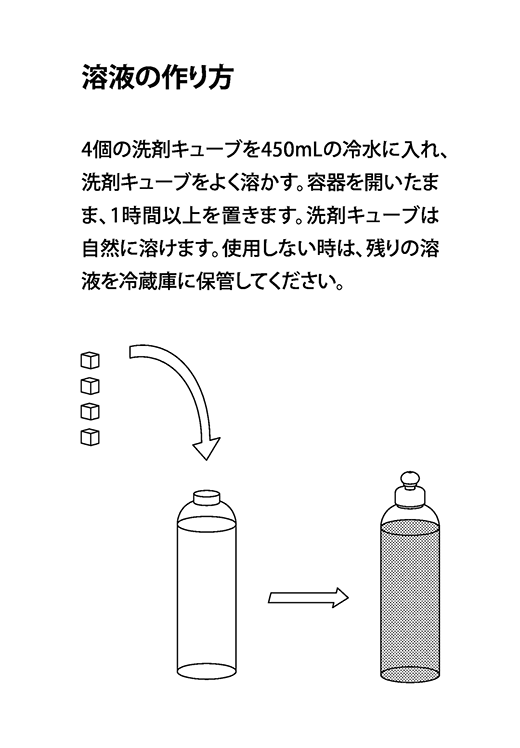 溶液の作り方
4個の洗剤キューブを450mLの冷水に入れ、
洗剤キューブをよく溶かす。容器を開いたま
ま、1時間以上を置きます。洗剤キューブは
自然に溶けます。使用しない時は、残りの溶
液を冷蔵庫に保管してください。